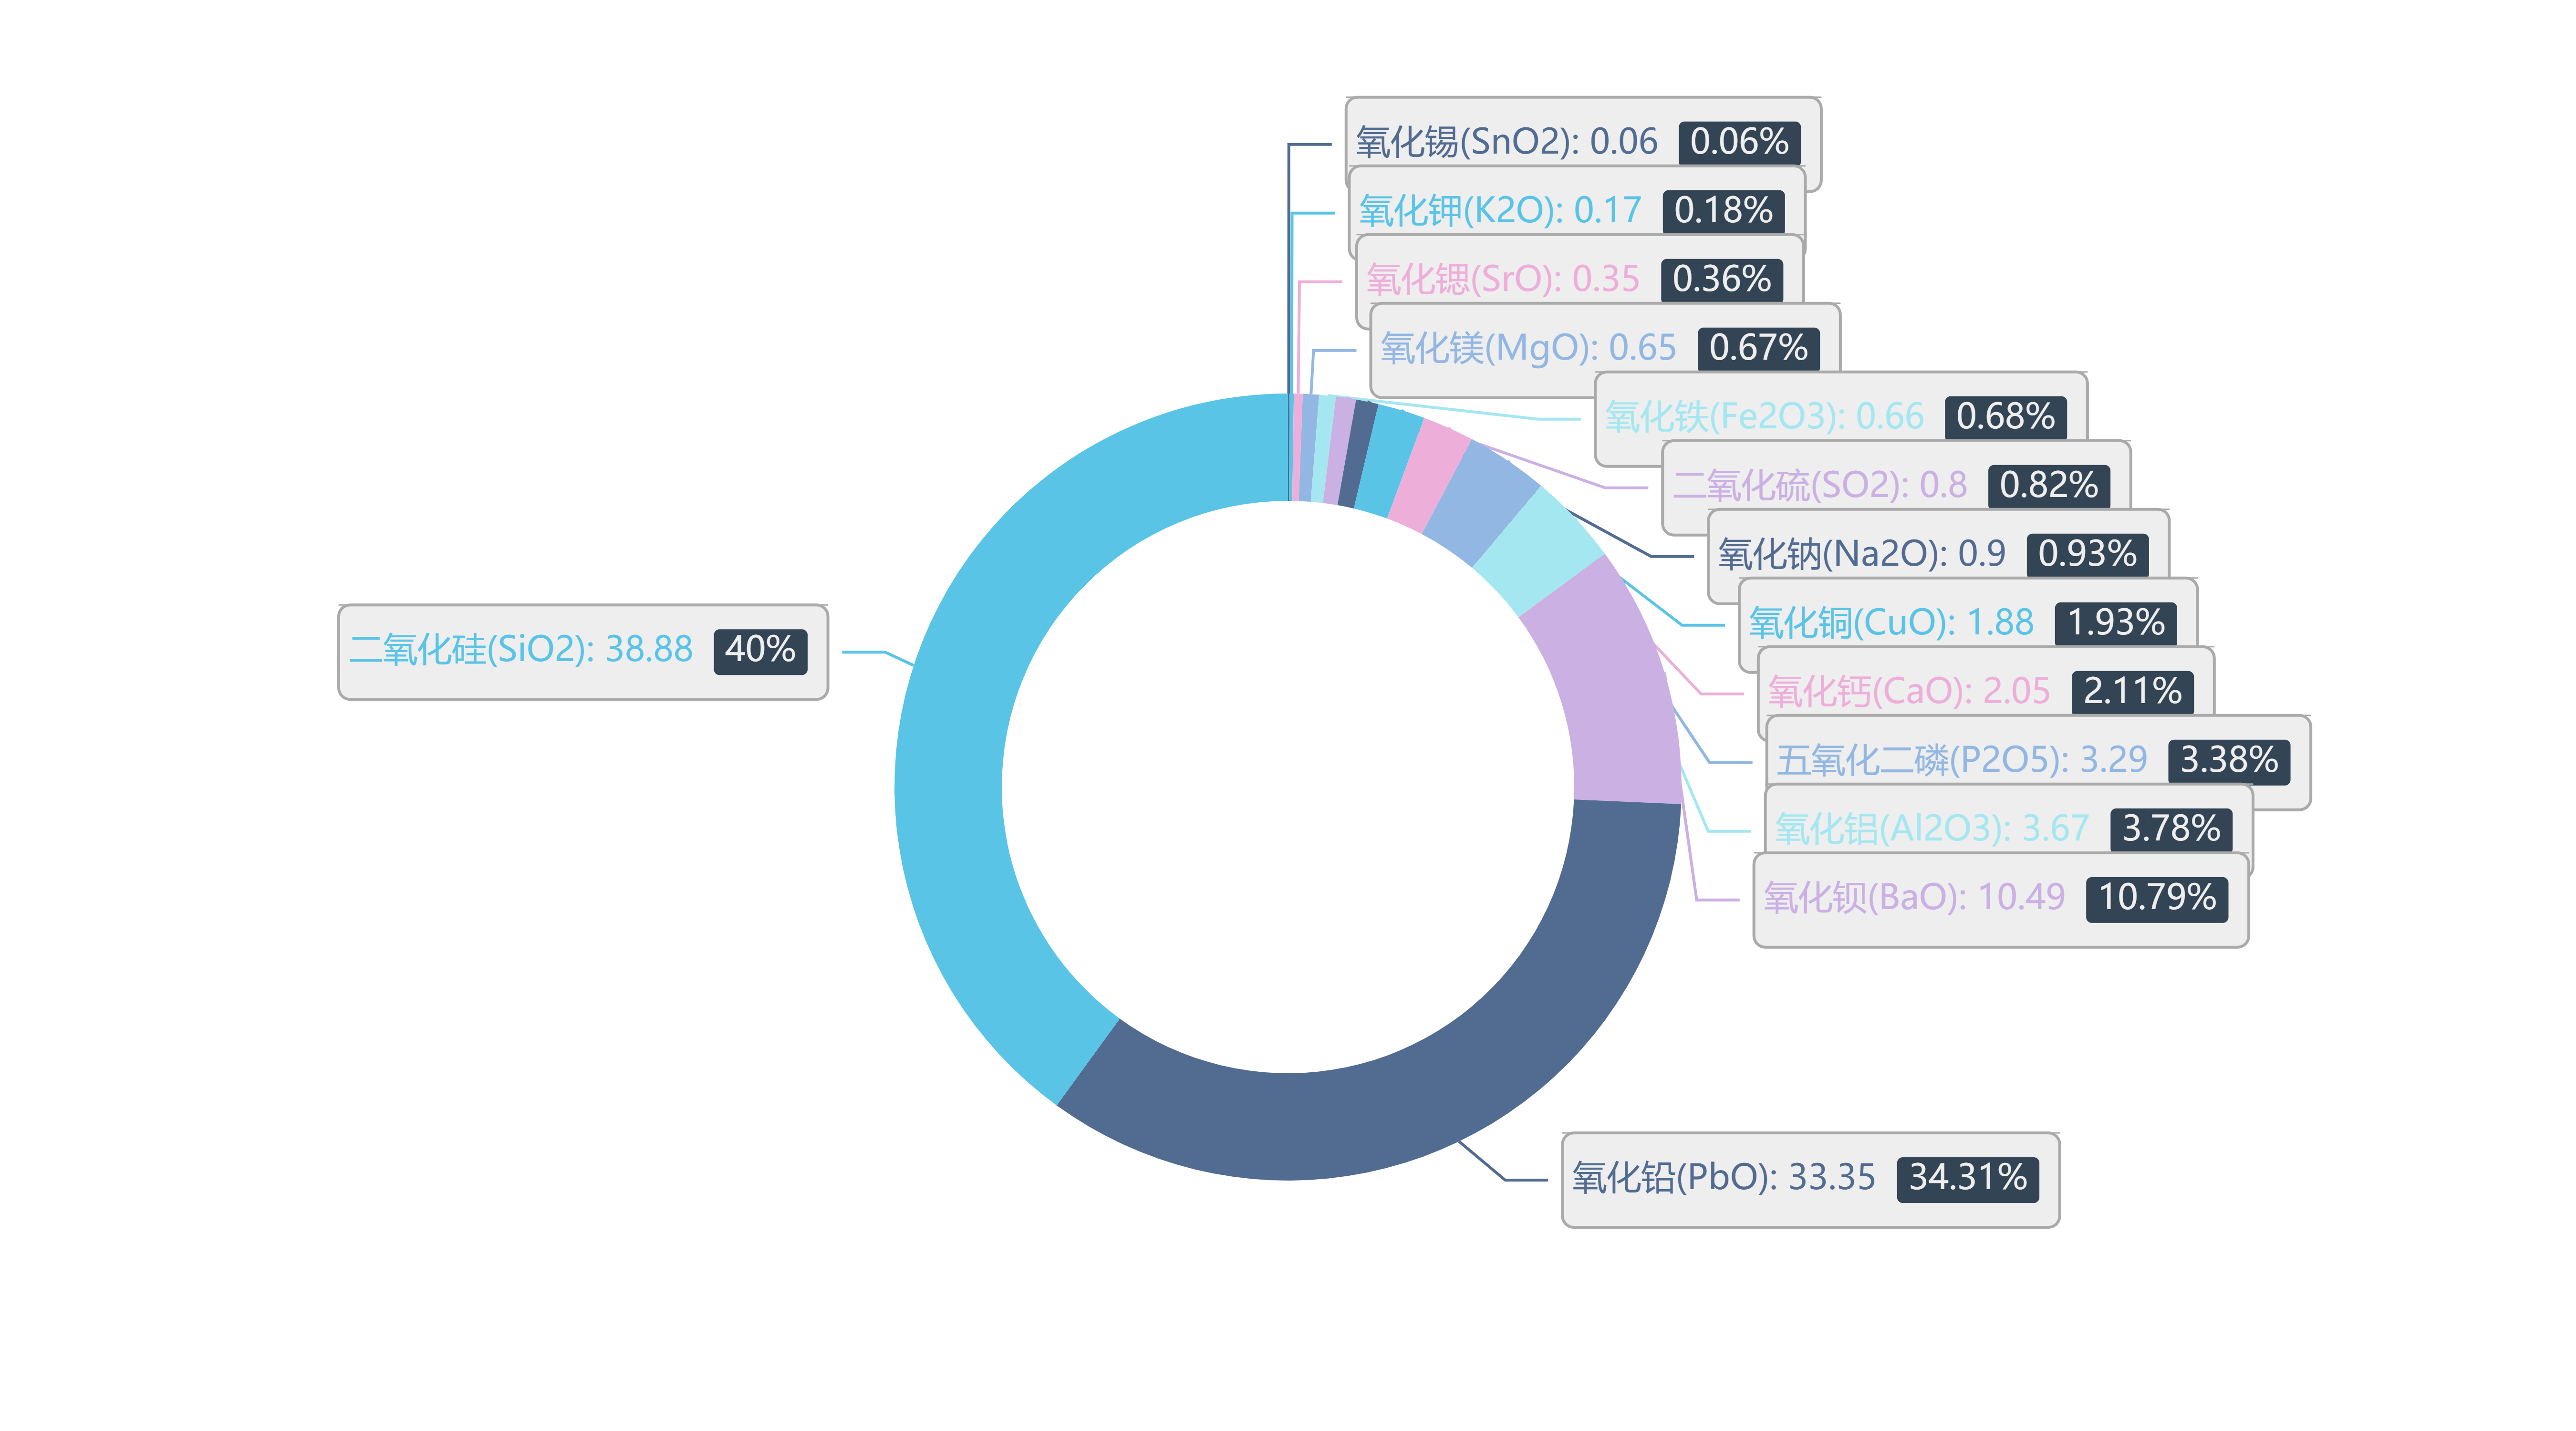 氧化锡(SnO2): 0.06 0.06%
氧化钾(K2O): 0.17 0.18%
氧化锶(SrO): 0.35 0.36%
氧化镁(MgO): 0.65 0.67%
氧化铁(Fe2O3): 0.66 0.68%
二氧化硫(SO2): 0.8 0.82%
氧化钠(Na2O): 0.9 0.93%
氧化铜(CuO): 1.88 1.93%
二氧化硅(SiO2): 38.88 40%
氧化钙(CaO): 2.05 2.11%
五氧化二磷(P2O5): 3.29 3.38%
氧化铝(Al2O3): 3.67 3.78%
氧化钡(BaO): 10.49 10.79%
氧化铅(PbO): 33.35 34.31%